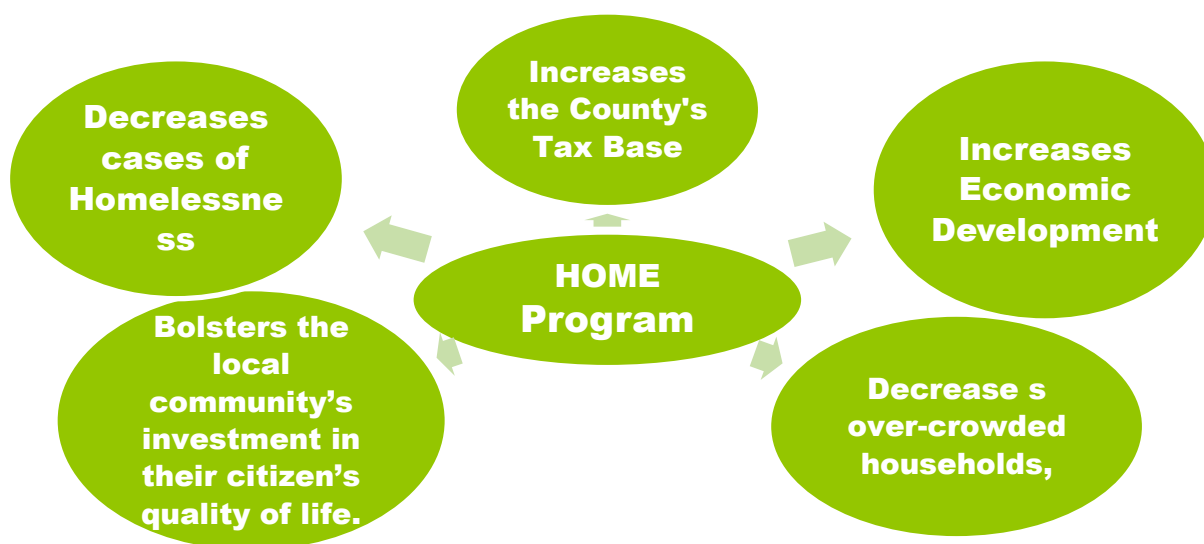 Increases
the County's
Tax Base
Decreases
cases of
Homelessne
ss
Increases
Economic
Development
HOME
Program
Bolsters the
local
community’s
investment in
their citizen’s
quality of life.
Decrease s
over-crowded
households,